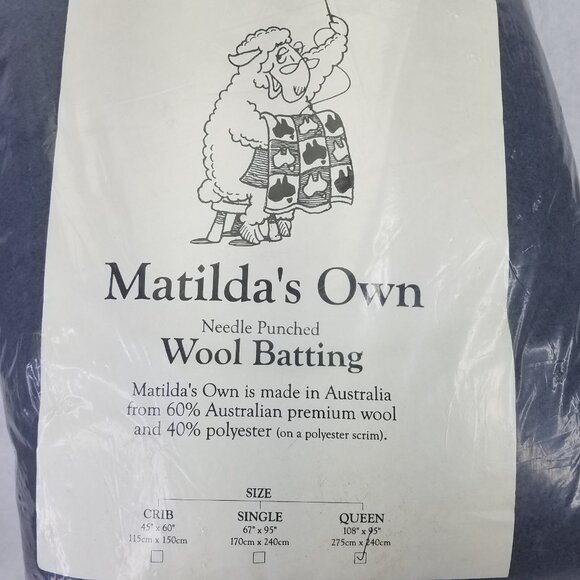 Matilda's Own
Needle Punched
Wool Batting
Matilda's Own is made in Australia
from 60% Australian premium wool
and 40% polyester (on a polyester scrim).
SIZE
CRIB SINGLE QUEEN
45" x 60" 67" x 95" 108" x 95"
115cm x 150cm 170cm x 240cm 275cm x 240cm